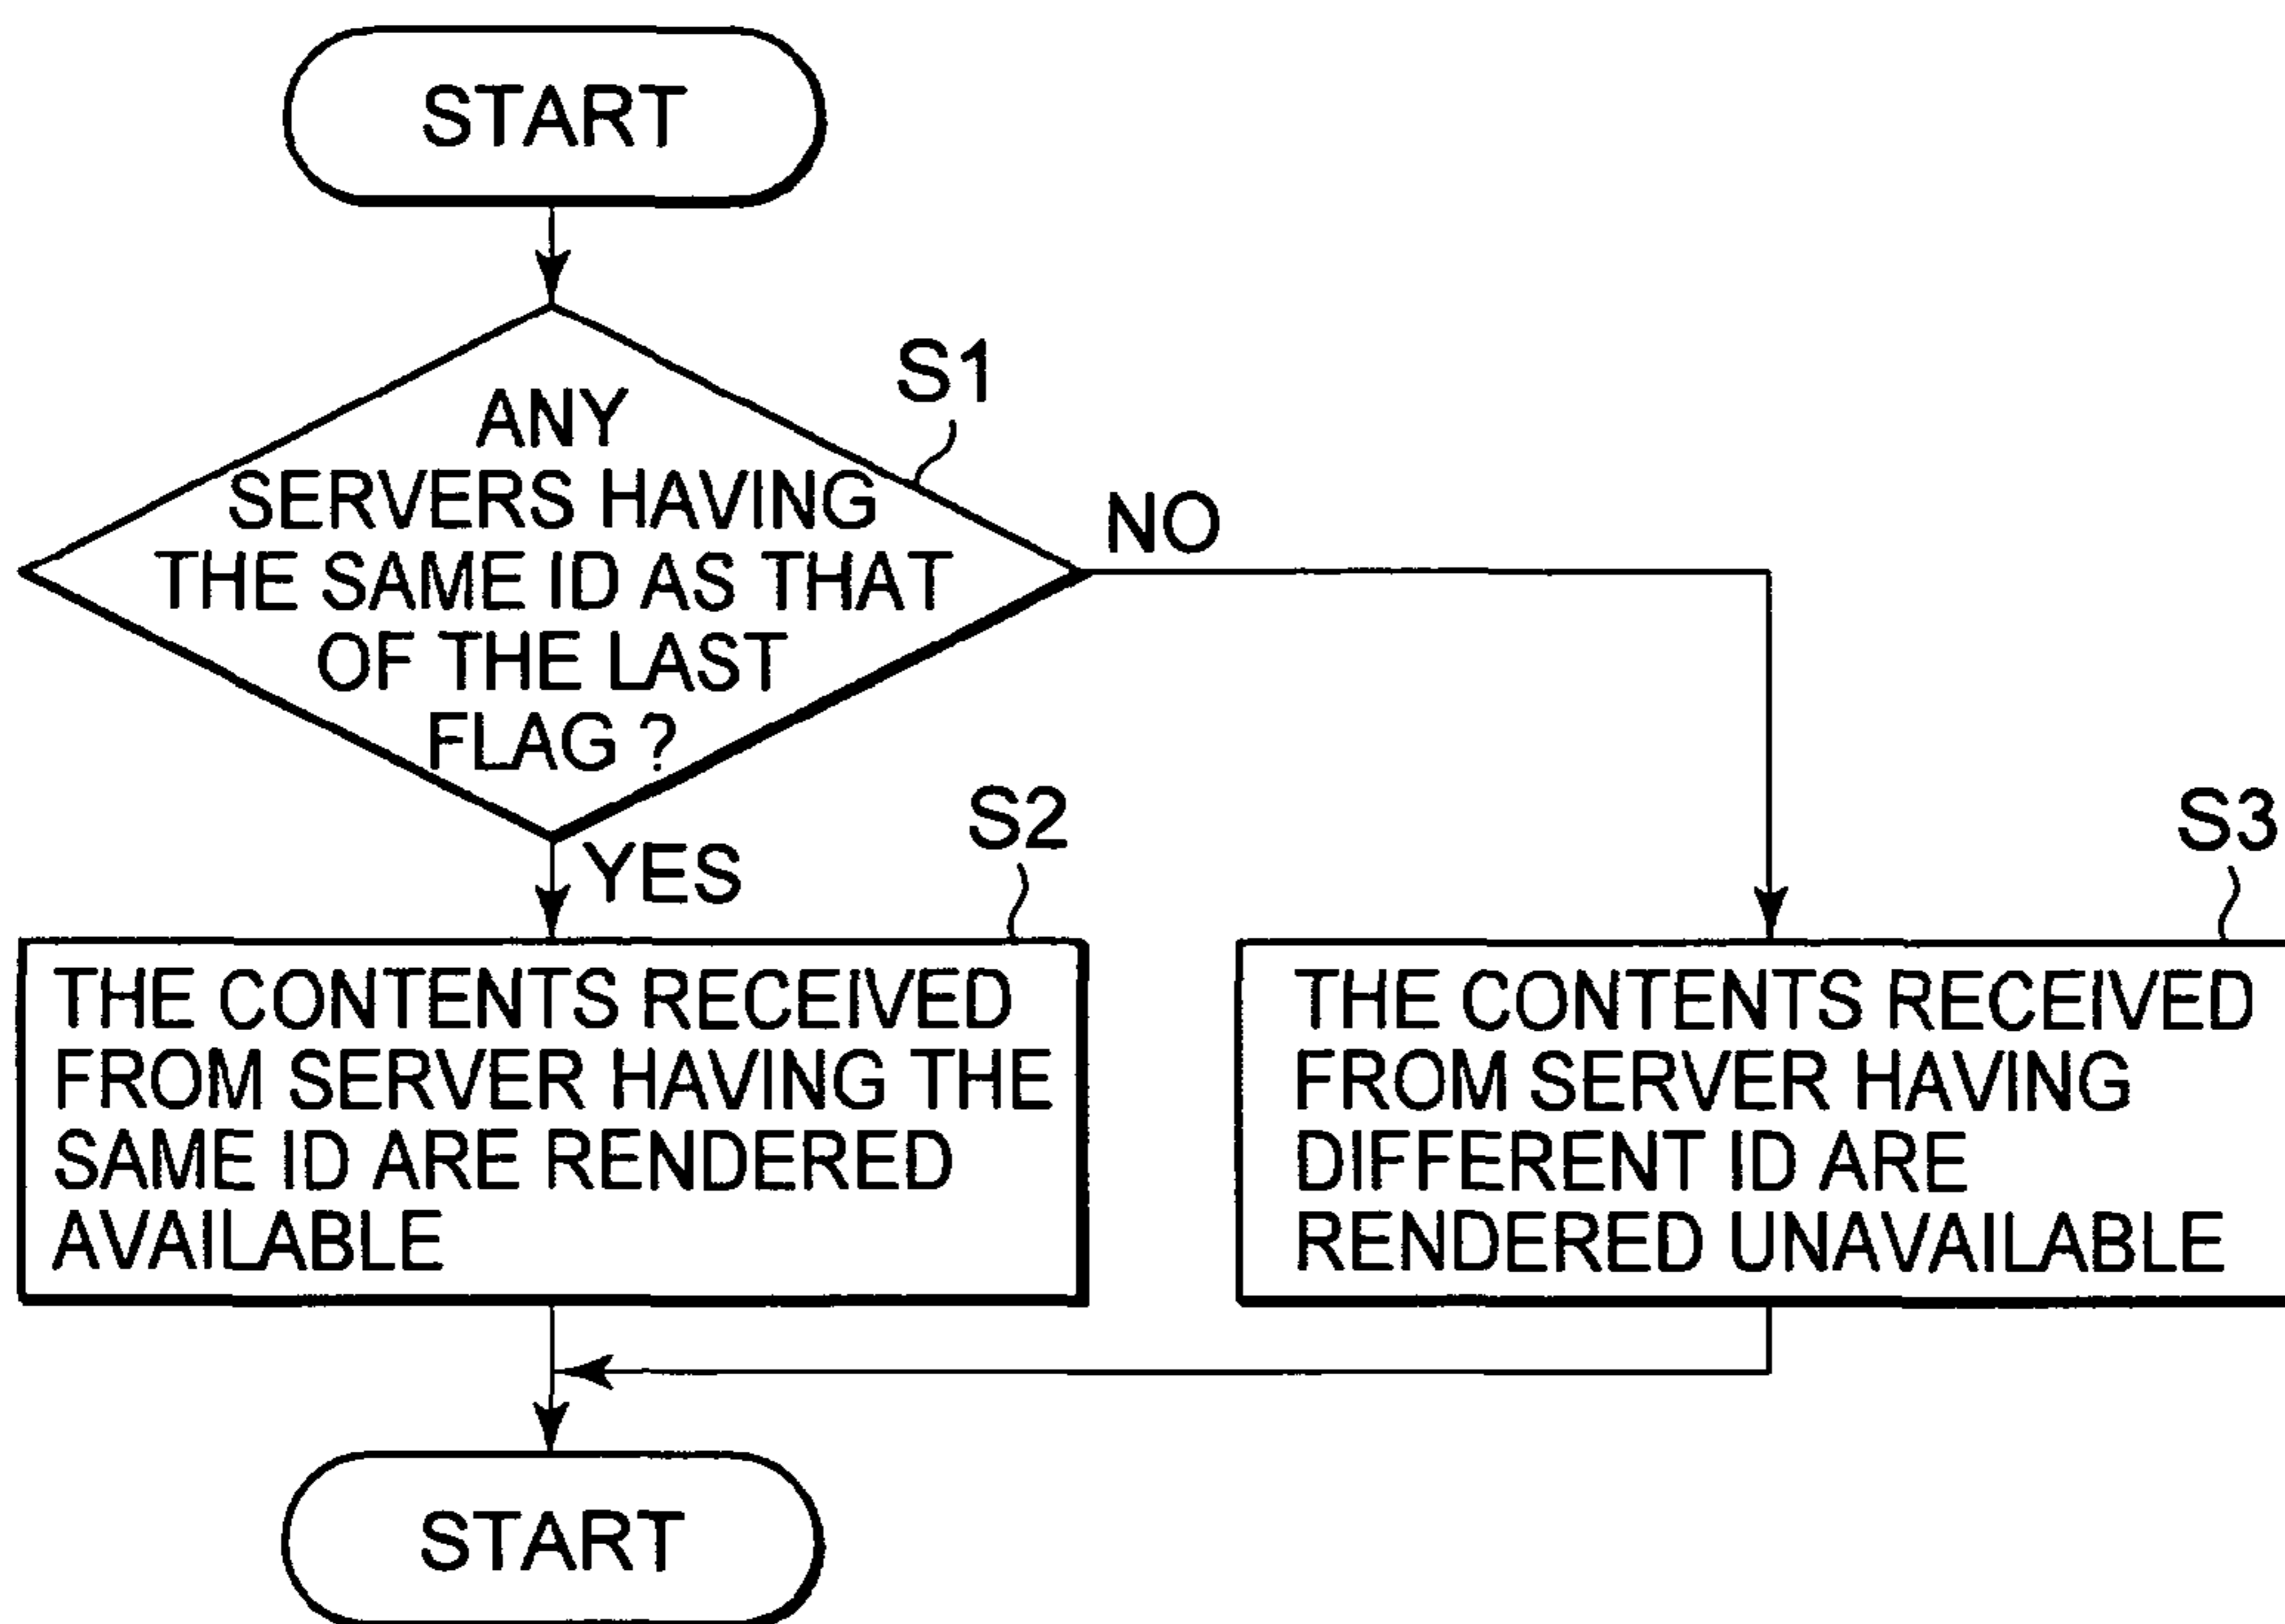 START
S1
ANY
SERVERS HAVING
THE SAME ID AS THAT
OF THE LAST
FLAG ?
NO
YES
S2
THE CONTENTS RECEIVED
FROM SERVER HAVING THE
SAME ID ARE RENDERED
AVAILABLE
S3
THE CONTENTS RECEIVED
FROM SERVER HAVING
DIFFERENT ID ARE
RENDERED UNAVAILABLE
START